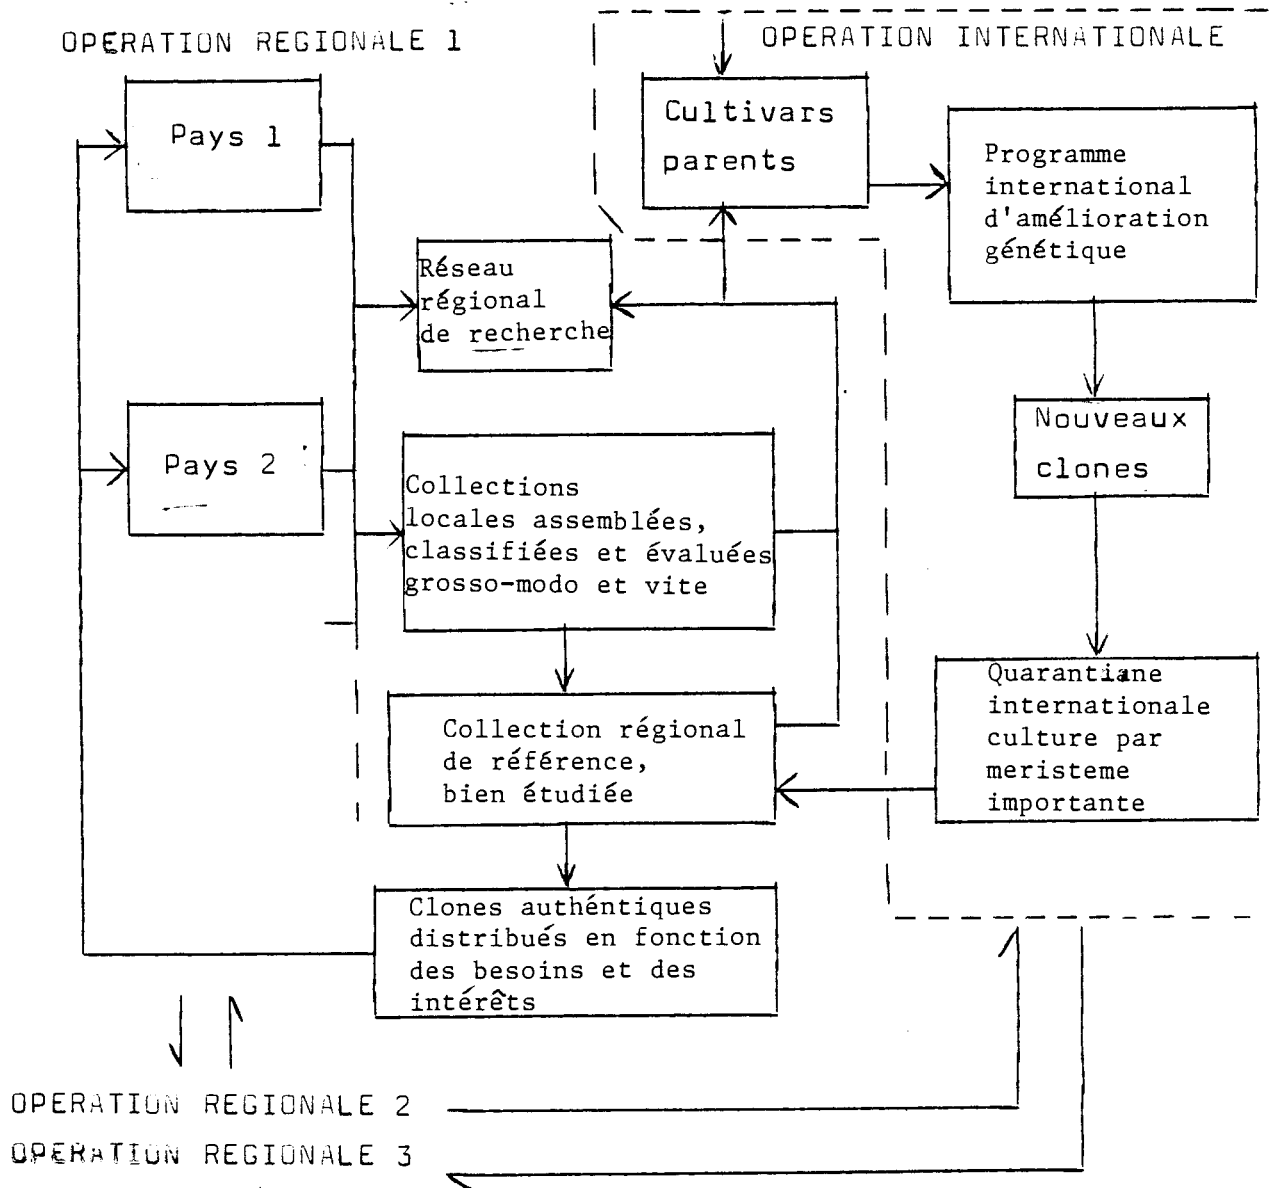 OPERATION REGIONALE 1
OPERATION INTERNATIONALE
Pays 1
Cultivars
parents
Programme
international
d'amélioration
génétique
Réseau
régional
de recherche
Nouveaux
clones
Pays 2
Collections
locales assemblées,
classifiées et évaluées
grosso-modo et vite
Quarantiane
internationale
culture par
meristeme
importante
Collection régional
de référence,
bien étudiée
Clones authéntiques
distribués en fonction
des besoins et des
intérêts
OPERATION REGIONALE 2
OPERATION REGIONALE 3